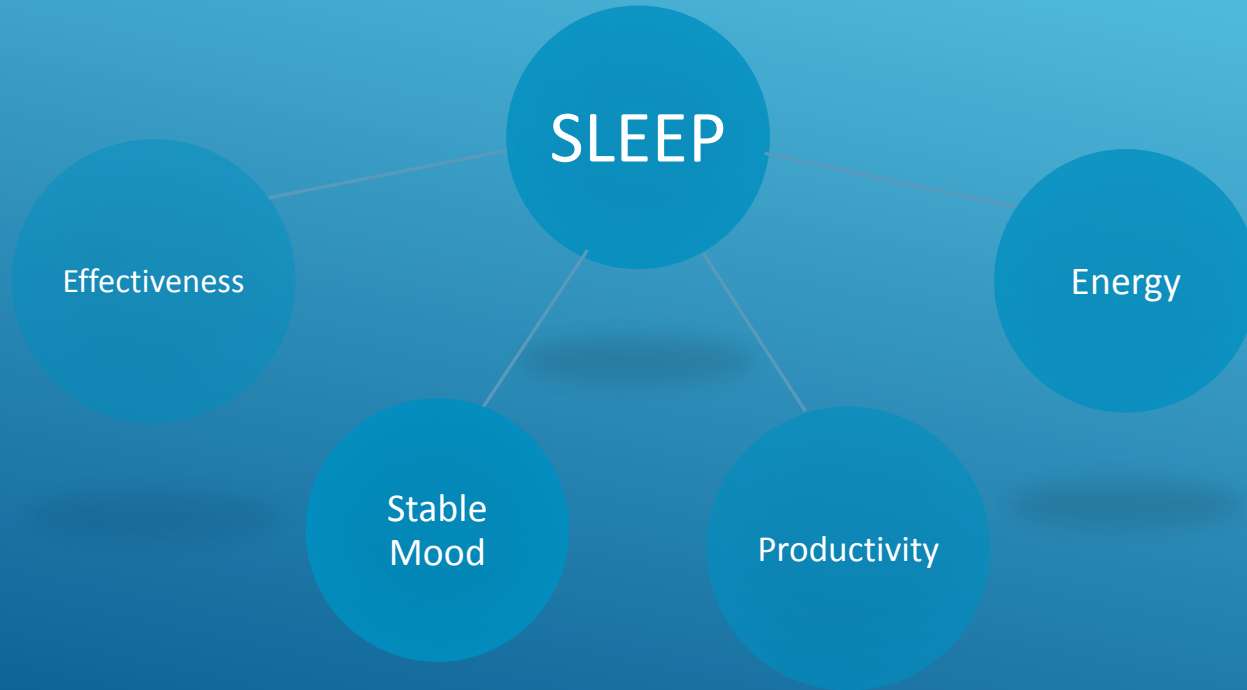 SLEEP
Effectiveness
Energy
Stable
Mood
Productivity